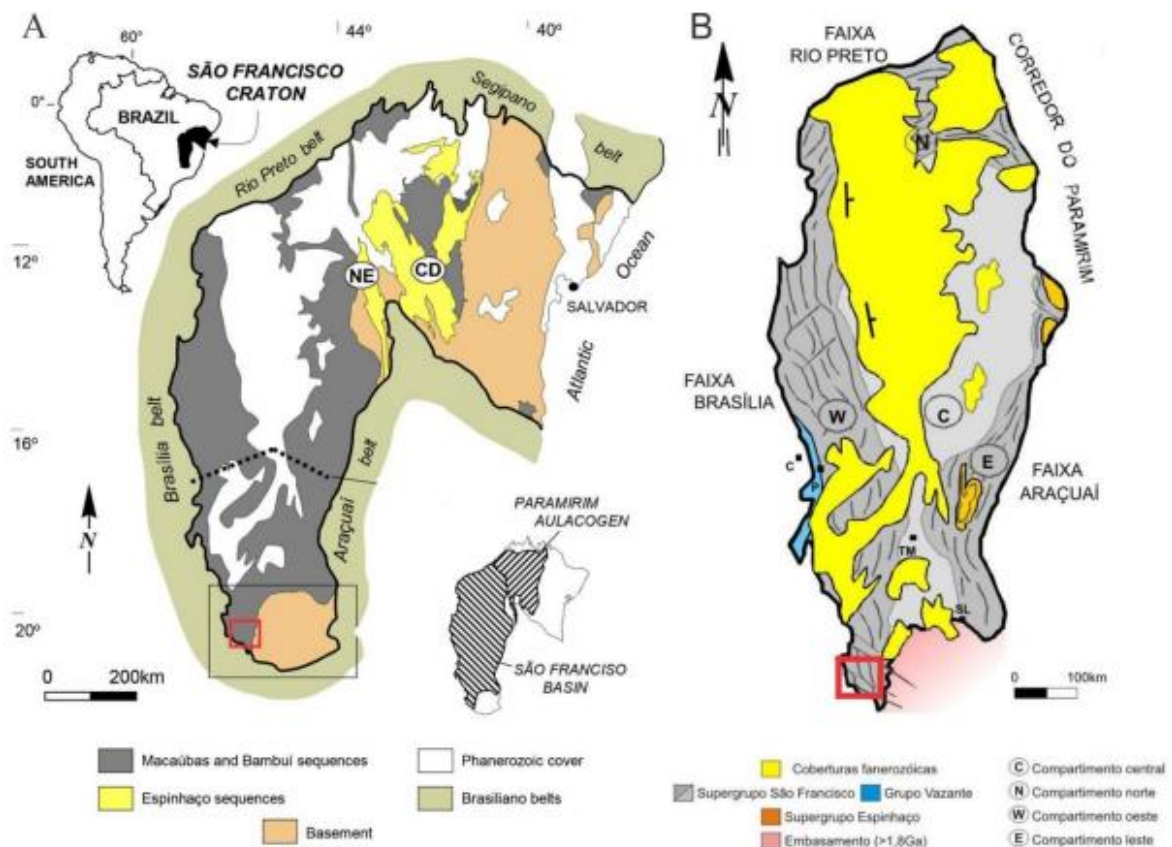 A
60°
44°
40°
SÃO FRANCISCO
CRATON
0°
BRAZIL
SOUTH
AMERICA
Segipano
belt
Rio Preto belt
12°
NE
CD
Ocean
SALVADOR
Atlantic
16°
Brasília belt
belt
Araçuaí
N
PARAMIRIM
AULACOGEN
20°
SÃO FRANCISO
BASIN
0
200km
Macaúbas and Bambuí sequences
Phanerozoic cover
Espinhaço sequences
Brasiliano belts
Basement
B
FAIXA
RIO PRETO
CORREDOR DO PARAMIRIM
N
N
FAIXA
BRASÍLIA
W
C
C
P
E
FAIXA
ARAÇUAÍ
TM
SL
0
100km
Coberturas fanerozóicas
Supergrupo São Francisco
Grupo Vazante
Supergrupo Espinhaço
Embasamento (>1,8Ga)
C Compartimento central
N Compartimento norte
W Compartimento oeste
E Compartimento leste